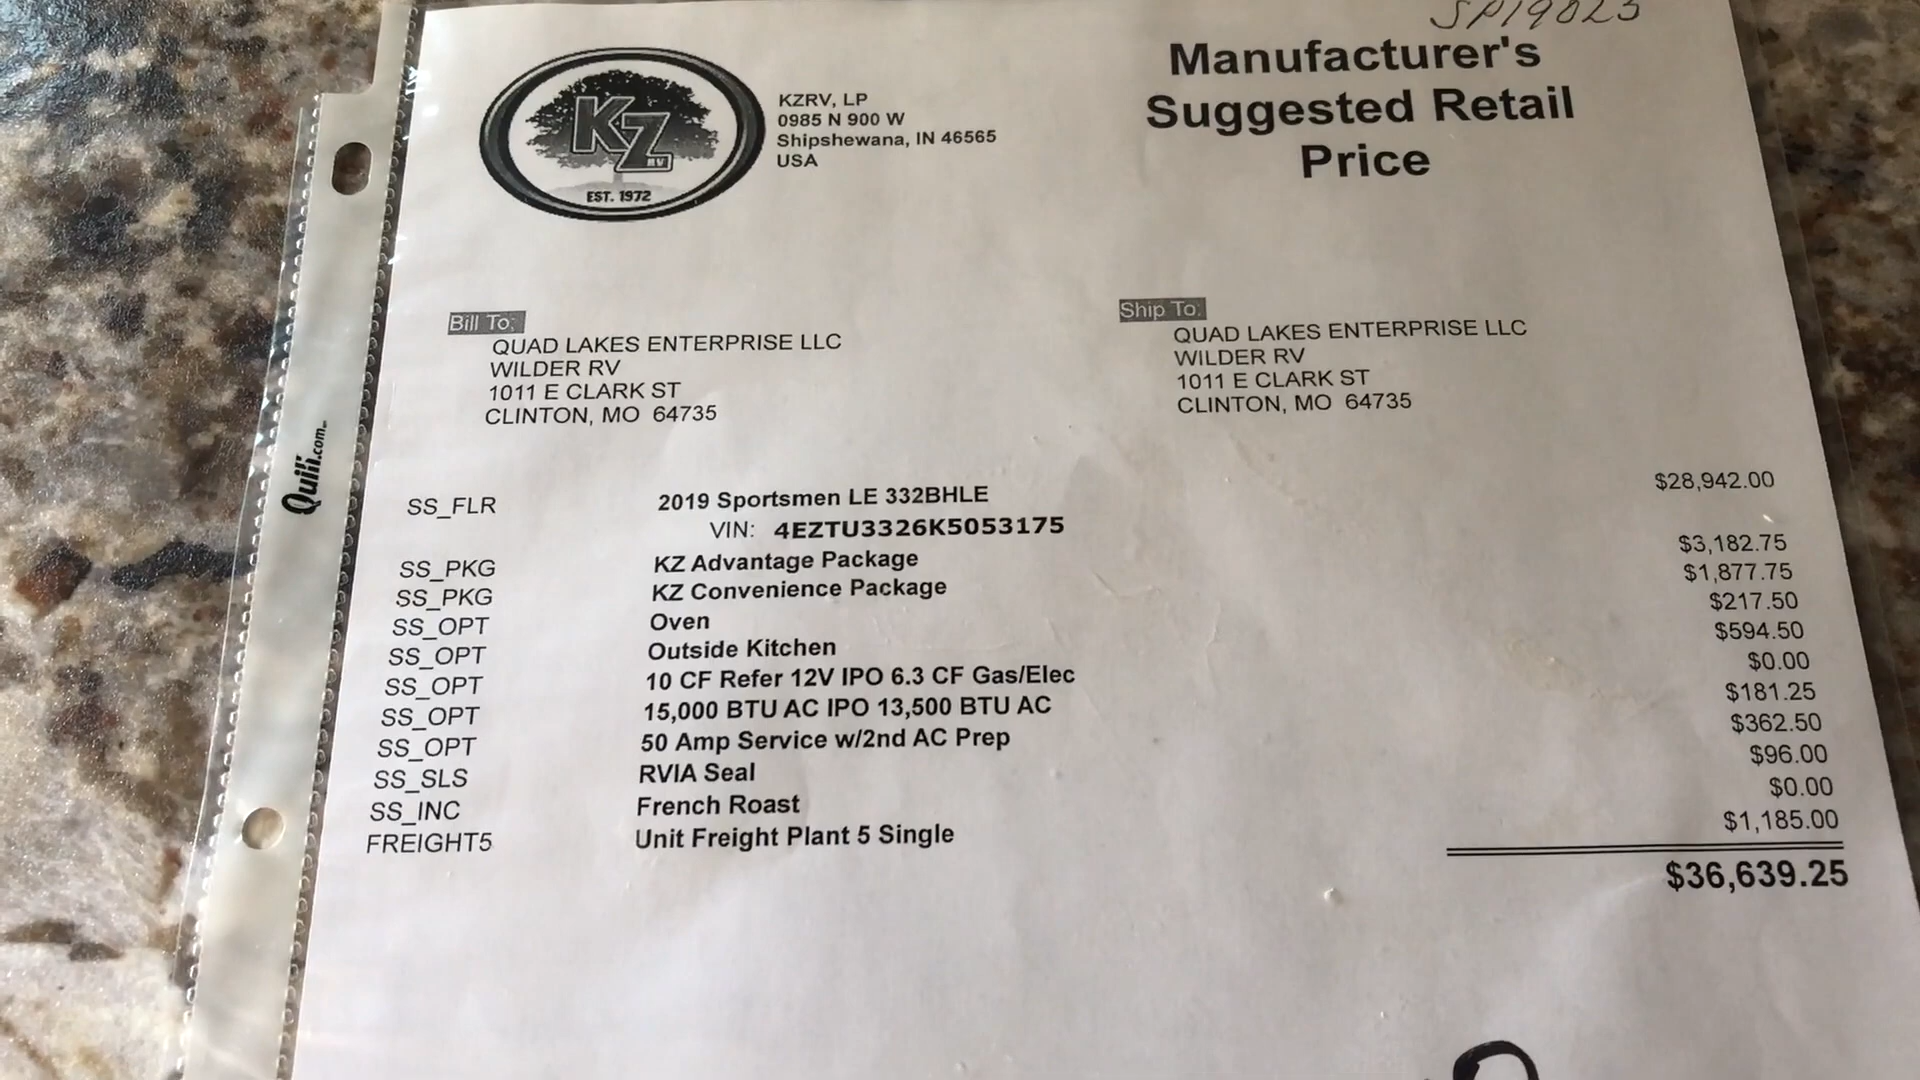 SP19023
Manufacturer's
Suggested Retail
Price
KZ
RV
EST. 1972
KZRV, LP
0985 N 900 W
Shipshewana, IN 46565
USA
Bill To:
QUAD LAKES ENTERPRISE LLC
WILDER RV
1011 E CLARK ST
CLINTON, MO 64735
Ship To:
QUAD LAKES ENTERPRISE LLC
WILDER RV
1011 E CLARK ST
CLINTON, MO 64735
Quill.com
SS_FLR 2019 Sportsmen LE 332BHLE $28,942.00
VIN: 4EZTU3326K5053175
SS_PKG KZ Advantage Package $3,182.75
SS_PKG KZ Convenience Package $1,877.75
SS_OPT Oven $217.50
SS_OPT Outside Kitchen $594.50
SS_OPT 10 CF Refer 12V IPO 6.3 CF Gas/Elec $0.00
SS_OPT 15,000 BTU AC IPO 13,500 BTU AC $181.25
SS_OPT 50 Amp Service w/2nd AC Prep $362.50
SS_SLS RVIA Seal $96.00
SS_INC French Roast $0.00
FREIGHT5 Unit Freight Plant 5 Single $1,185.00
$36,639.25